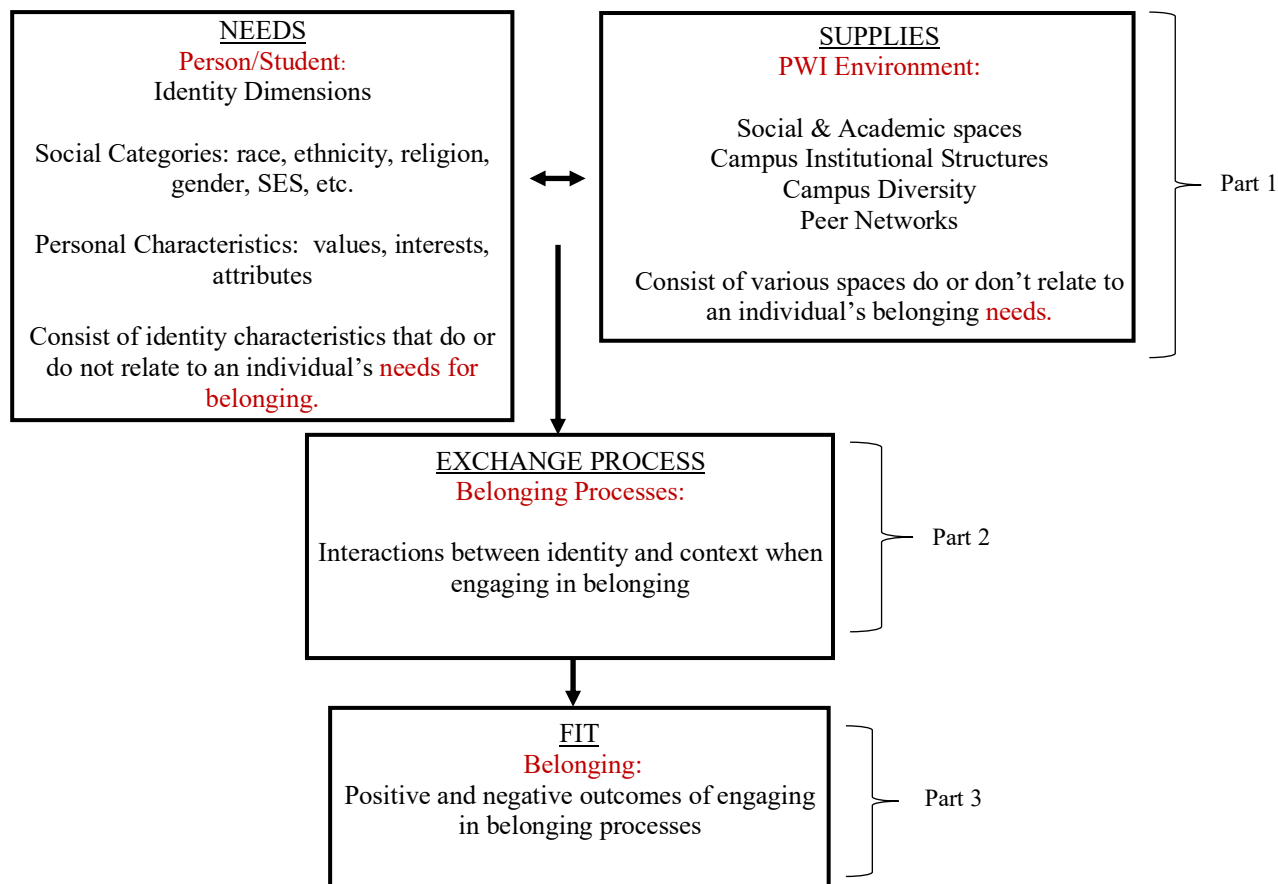 NEEDS
Person/Student:
Identity Dimensions
Social Categories: race, ethnicity, religion,
gender, SES, etc.
Personal Characteristics: values, interests,
attributes
Consist of identity characteristics that do or
do not relate to an individual’s needs for
belonging.
SUPPLIES
PWI Environment:
Social & Academic spaces
Campus Institutional Structures
Campus Diversity
Peer Networks
Consist of various spaces do or don’t relate to
an individual’s belonging needs.
Part 1
EXCHANGE PROCESS
Belonging Processes:
Interactions between identity and context when
engaging in belonging
Part 2
FIT
Belonging:
Positive and negative outcomes of engaging
in belonging processes
Part 3